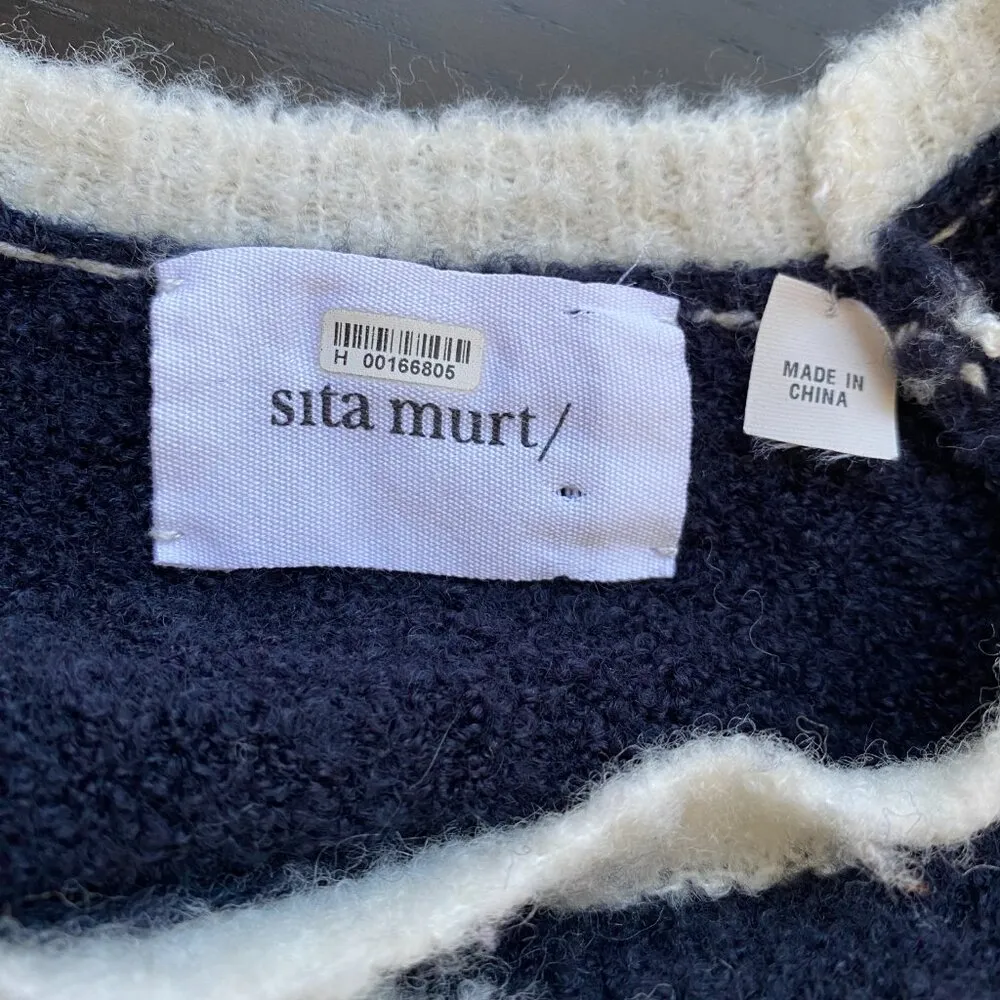 H 00166805
sita murt/
MADE IN
CHINA